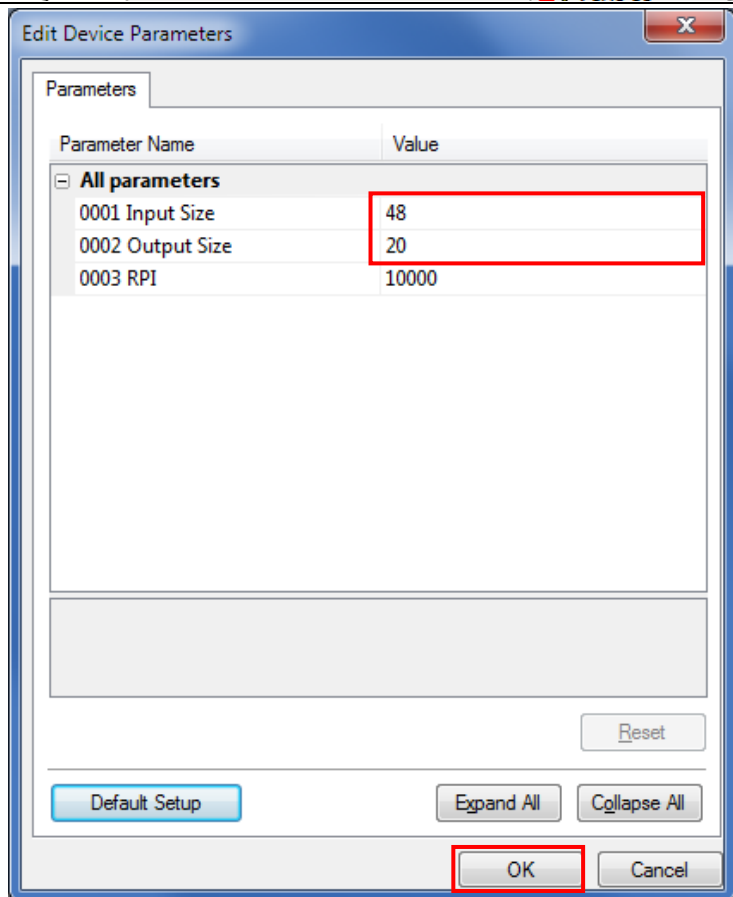 Edit Device Parameters
x
Parameters
Parameter Name Value
All parameters
0001 Input Size 48
0002 Output Size 20
0003 RPI 10000
Reset
Default Setup Expand All Collapse All
OK Cancel